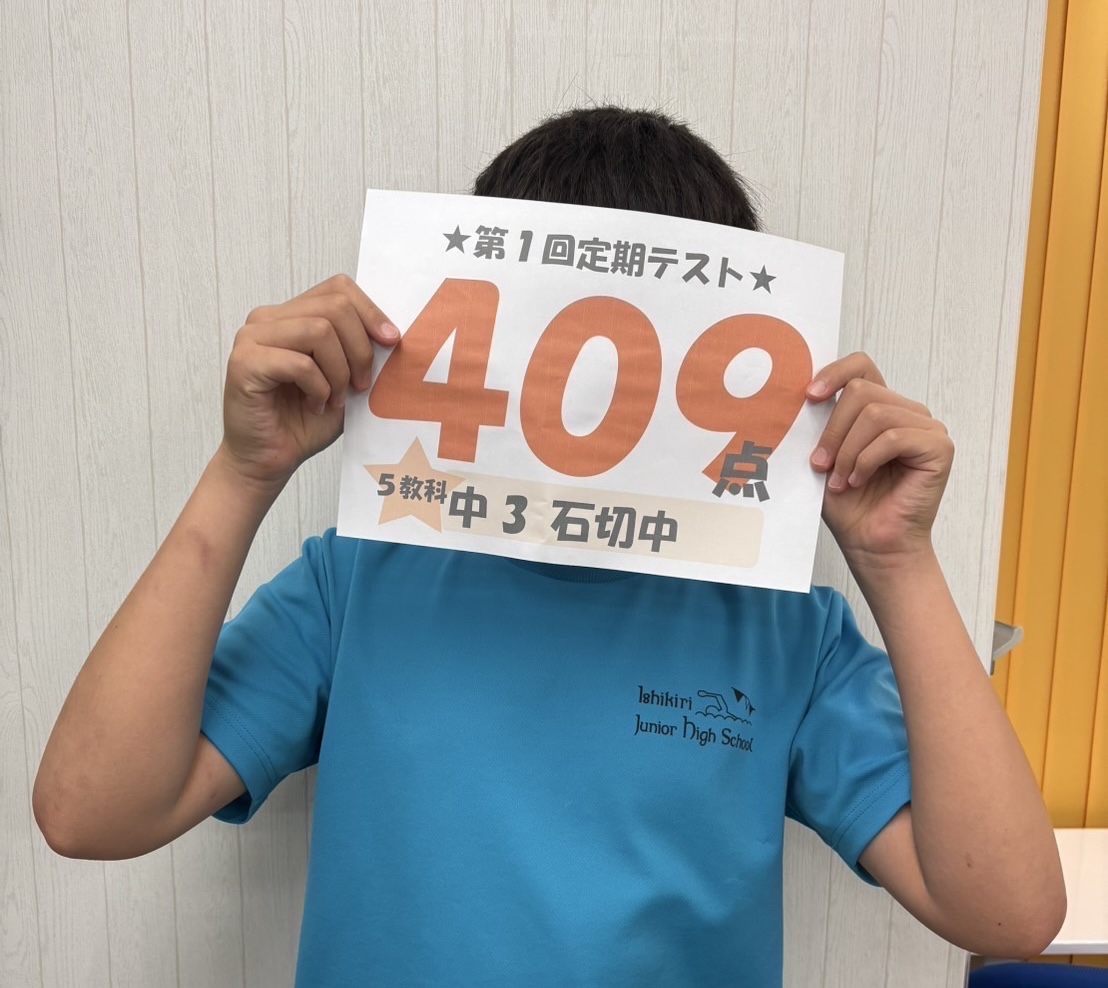 ★第1回定期テスト★
409点
5教科
中3 石切中
Ishikiri
Junior High School